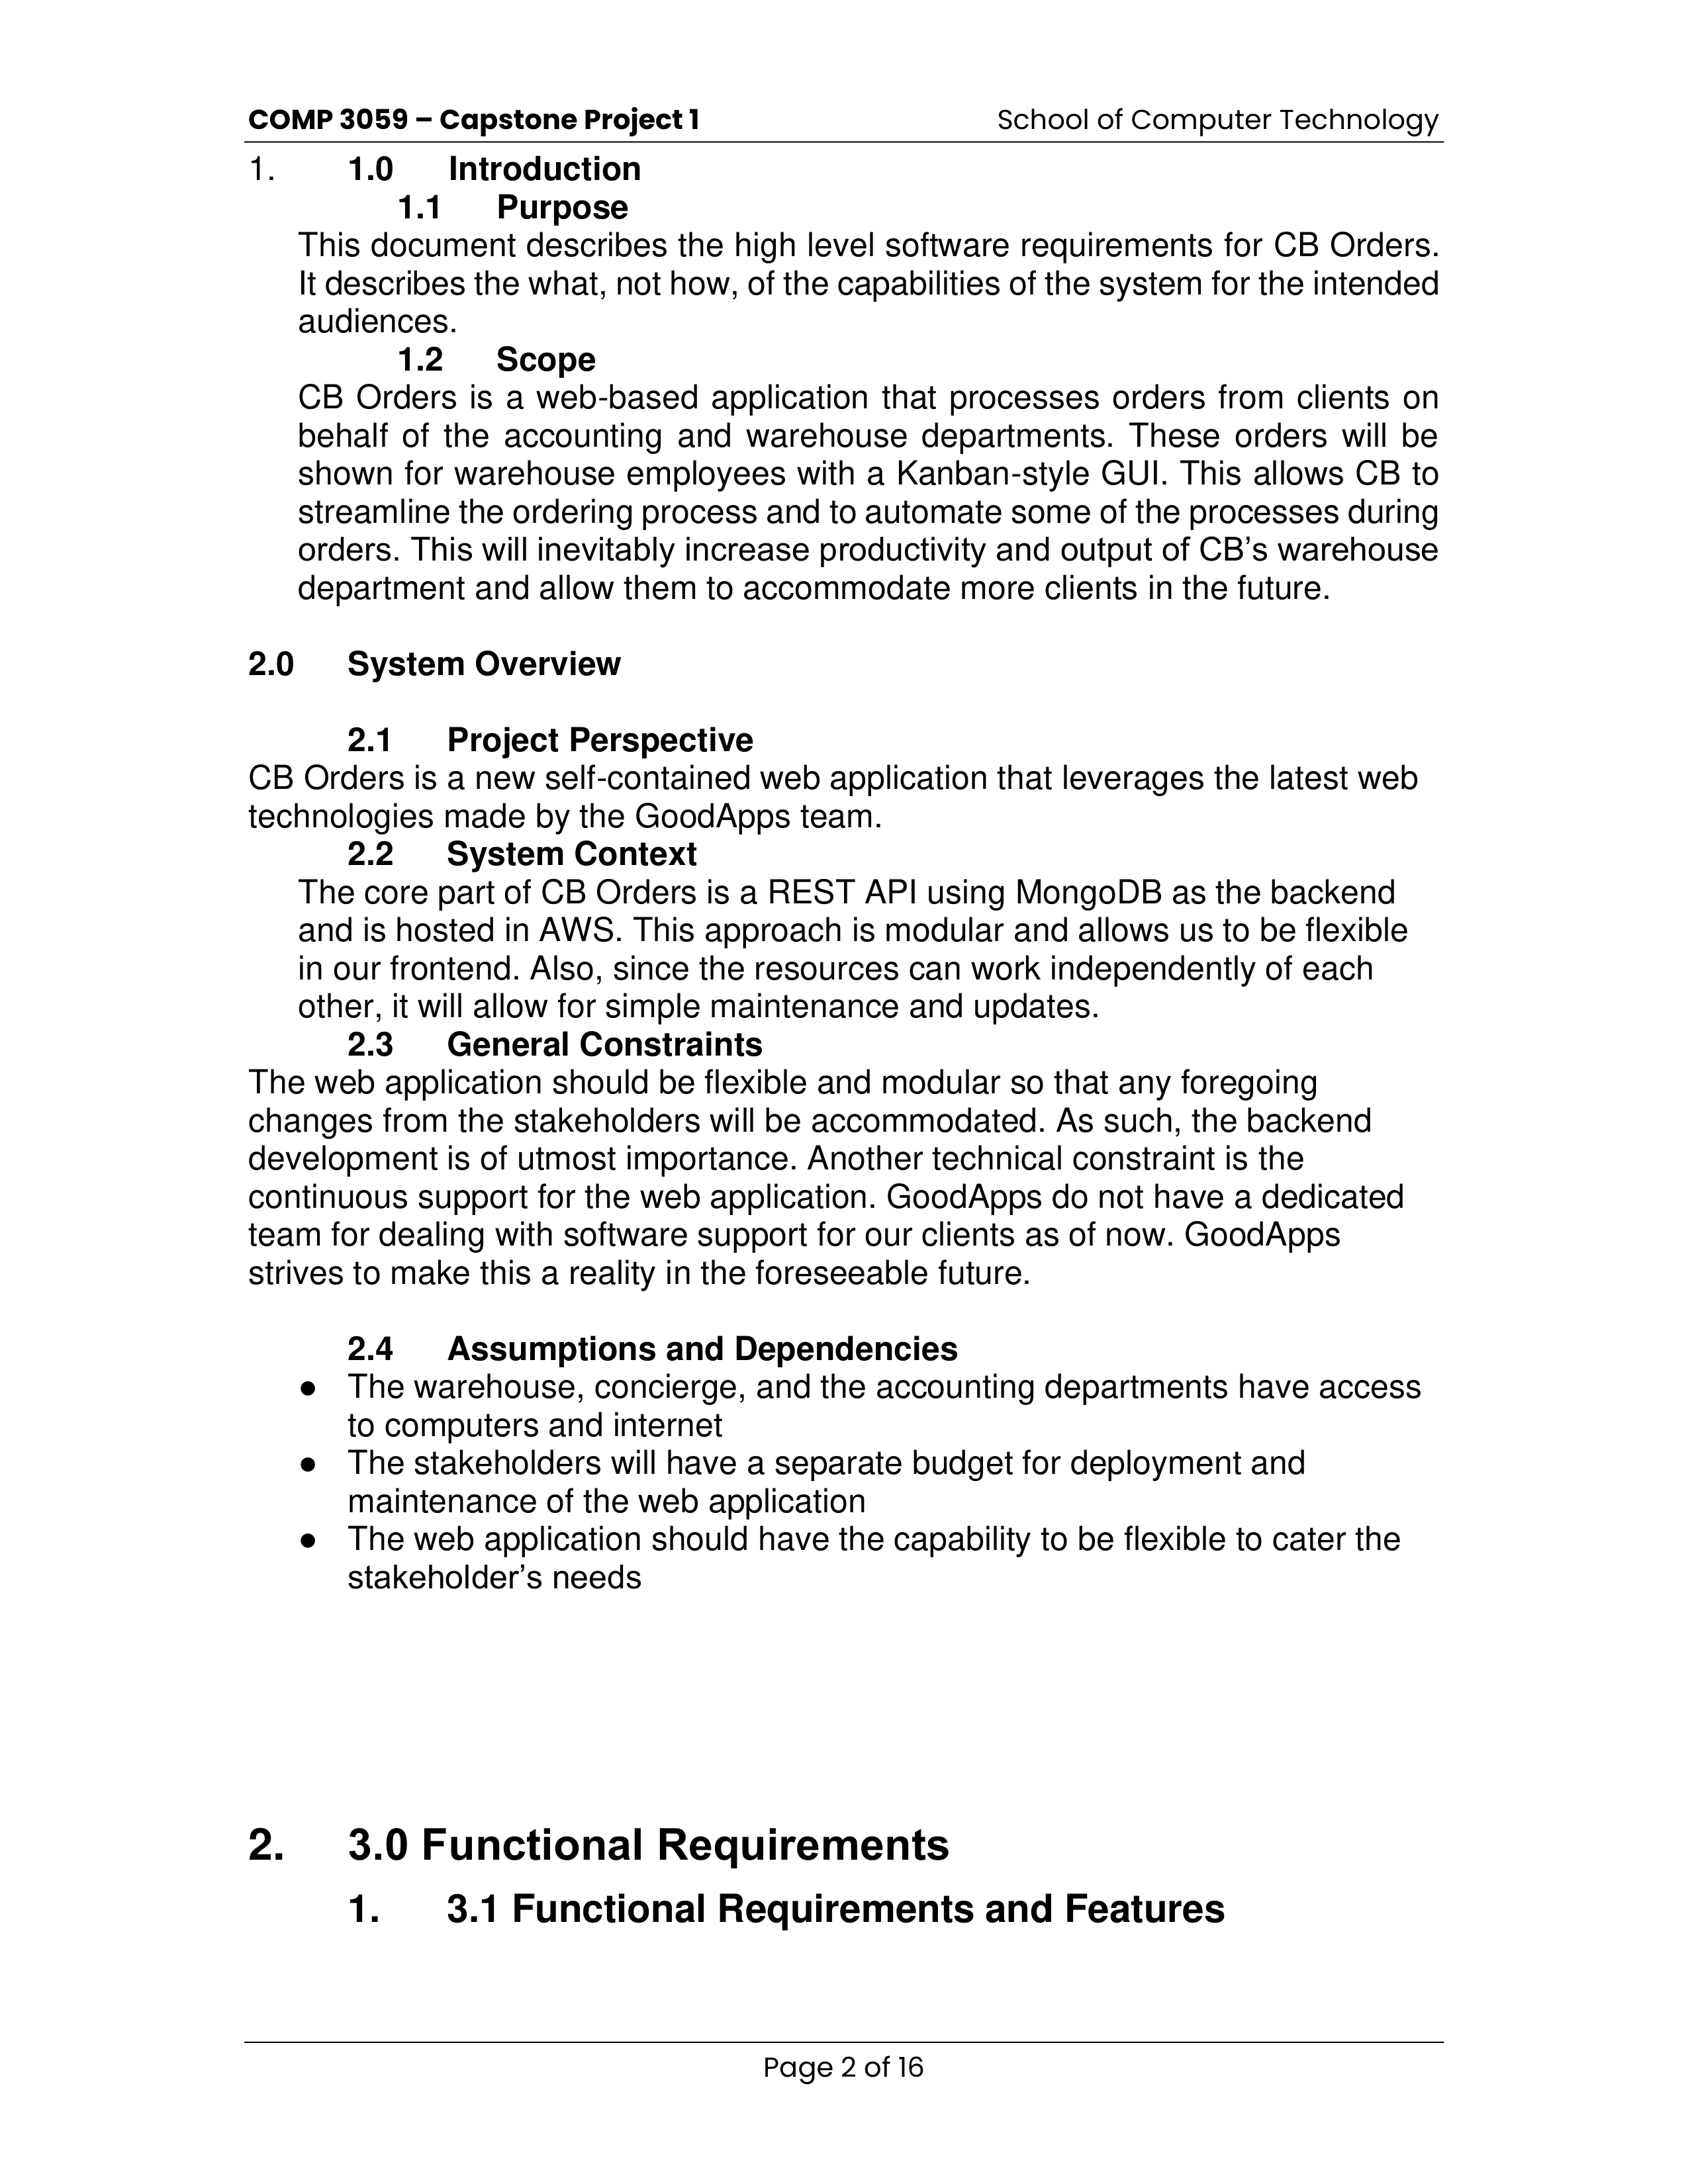 COMP 3059 – Capstone Project 1 School of Computer Technology
1. 1.0 Introduction
1.1 Purpose
This document describes the high level software requirements for CB Orders.
It describes the what, not how, of the capabilities of the system for the intended
audiences.
1.2 Scope
CB Orders is a web-based application that processes orders from clients on
behalf of the accounting and warehouse departments. These orders will be
shown for warehouse employees with a Kanban-style GUI. This allows CB to
streamline the ordering process and to automate some of the processes during
orders. This will inevitably increase productivity and output of CB’s warehouse
department and allow them to accommodate more clients in the future.
2.0 System Overview
2.1 Project Perspective
CB Orders is a new self-contained web application that leverages the latest web
technologies made by the GoodApps team.
2.2 System Context
The core part of CB Orders is a REST API using MongoDB as the backend
and is hosted in AWS. This approach is modular and allows us to be flexible
in our frontend. Also, since the resources can work independently of each
other, it will allow for simple maintenance and updates.
2.3 General Constraints
The web application should be flexible and modular so that any foregoing
changes from the stakeholders will be accommodated. As such, the backend
development is of utmost importance. Another technical constraint is the
continuous support for the web application. GoodApps do not have a dedicated
team for dealing with software support for our clients as of now. GoodApps
strives to make this a reality in the foreseeable future.
2.4 Assumptions and Dependencies
● The warehouse, concierge, and the accounting departments have access
to computers and internet
● The stakeholders will have a separate budget for deployment and
maintenance of the web application
● The web application should have the capability to be flexible to cater the
stakeholder’s needs
2. 3.0 Functional Requirements
1. 3.1 Functional Requirements and Features
Page 2 of 16